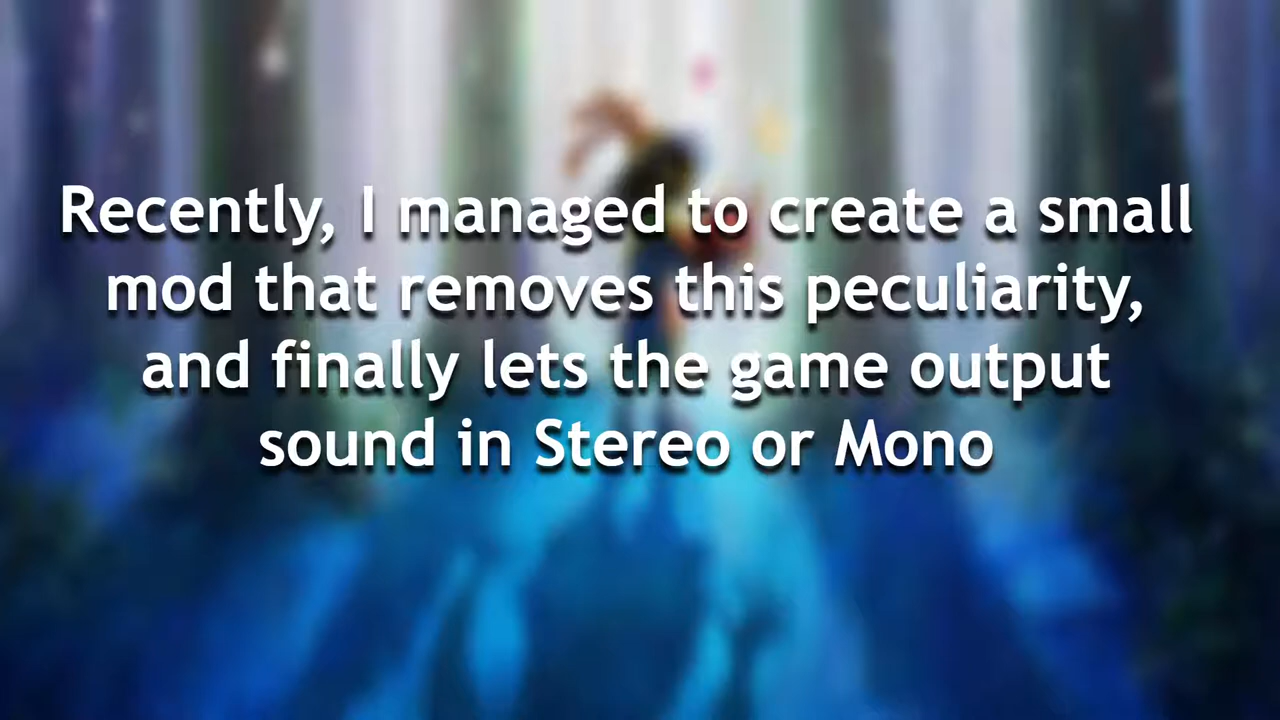 Recently, I managed to create a small
mod that removes this peculiarity,
and finally lets the game output
sound in Stereo or Mono